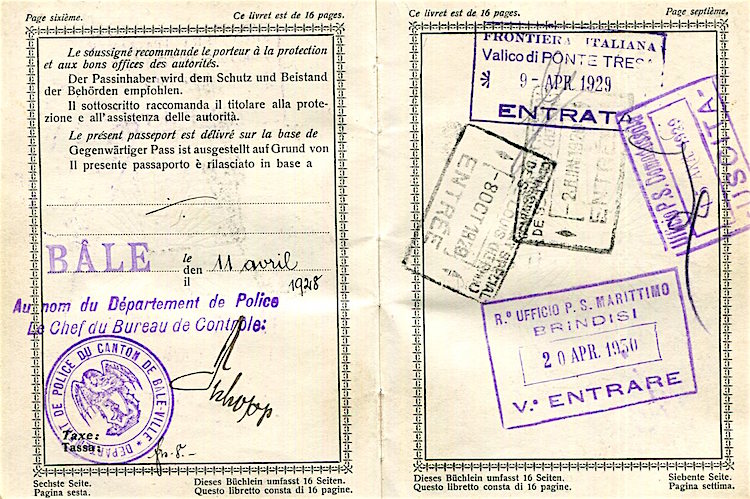 Page sixième. Ce livret est de 16 pages.
Le soussigné recommande le porteur à la protection
et aux bons offices des autorités.
Der Passinhaber wird dem Schutz und Beistand
der Behörden empfohlen.
Il sottoscritto raccomanda il titolare alla prote-
zione e all'assistenza delle autorità.
Le présent passeport est délivré sur la base de
Gegenwärtiger Pass ist ausgestellt auf Grund von
Il presente passaporto è rilasciato in base a
BÂLE
le
den 11 avril
il 1928
Au nom du Département de Police
Le Chef du Bureau de Contrôle:
DÉPARTEMENT DE POLICE DU CANTON DE BÂLE-VILLE
Taxe:
Tassa: frs. 8.-
Sechste Seite. Dieses Büchlein umfasst 16 Seiten.
Pagina sesta. Questo libretto consta di 16 pagine.
Ce livret est de 16 pages. Page septième.
FRONTIERA ITALIANA
Valico di PONTE TRESA
9 - APR. 1929
ENTRATA
USCITA
Ufficio P.S. Domodossola
ENTRÉE
OCT 1929
SPECIAL
ENTRÉE
R.º UFFICIO P. S. MARITTIMO
BRINDISI
20 APR. 1930
V.º ENTRARE
Dieses Büchlein umfasst 16 Seiten. Siebente Seite.
Questo libretto consta di 16 pagine. Pagina settima.